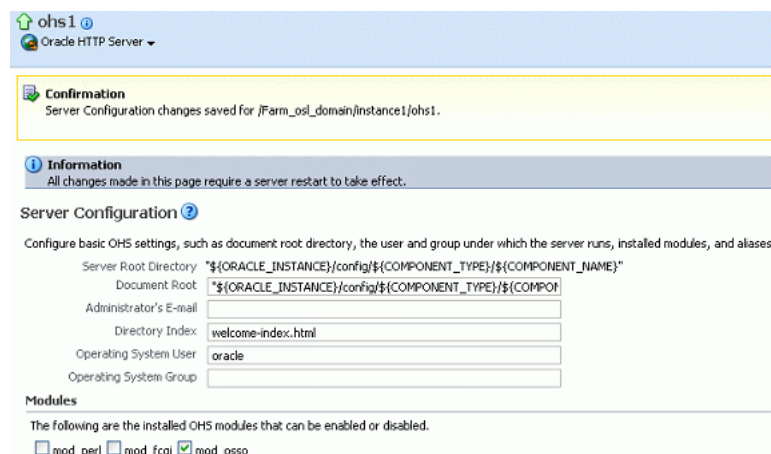 ohs1
Oracle HTTP Server
Confirmation
Server Configuration changes saved for /Farm_osl_domain/instance1/ohs1.
Information
All changes made in this page require a server restart to take effect.
Server Configuration
Configure basic OHS settings, such as document root directory, the user and group under which the server runs, installed modules, and aliases
Server Root Directory "${ORACLE_INSTANCE}/config/${COMPONENT_TYPE}/${COMPONENT_NAME}"
Document Root "${ORACLE_INSTANCE}/config/${COMPONENT_TYPE}/${COMPON
Administrator's E-mail
Directory Index welcome-index.html
Operating System User oracle
Operating System Group
Modules
The following are the installed OHS modules that can be enabled or disabled.
mod_perl mod_fcgi mod_osso